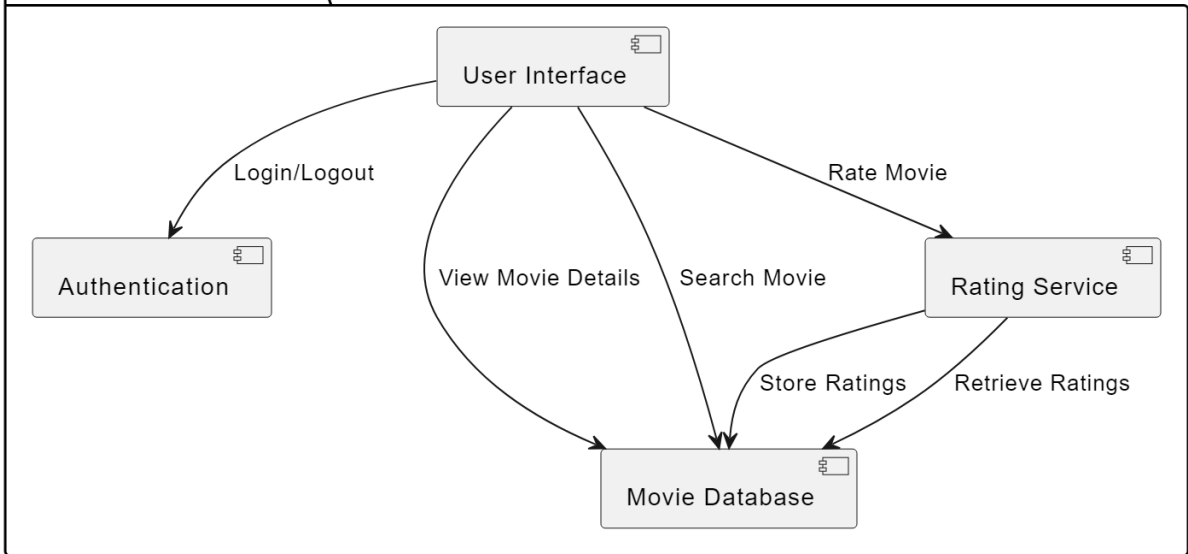 User Interface
Login/Logout
Rate Movie
Authentication
View Movie Details
Search Movie
Rating Service
Store Ratings
Retrieve Ratings
Movie Database